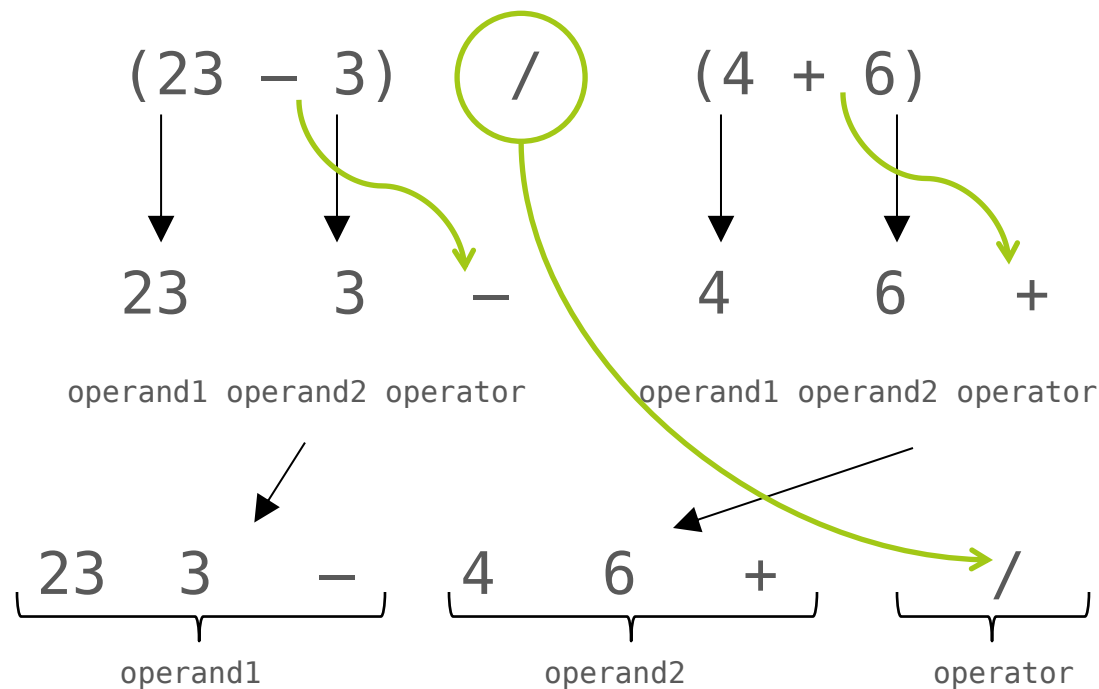 (23 – 3) / (4 + 6)
23 3 – 4 6 +
operand1 operand2 operator operand1 operand2 operator
23 3 – 4 6 + /
operand1 operand2 operator